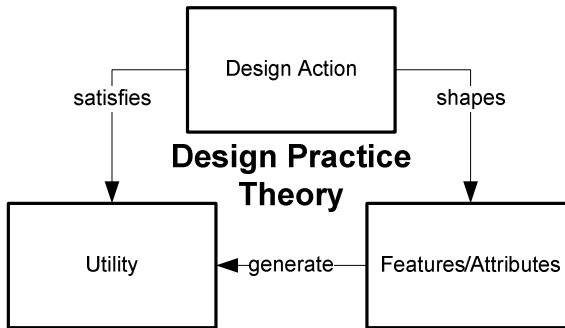 Design Action
satisfies
shapes
Design Practice
Theory
Utility
generate
Features/Attributes